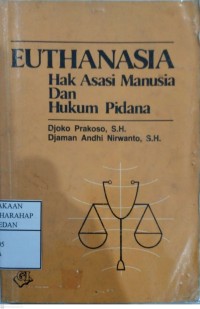 EUTHANASIA
Hak Asasi Manusia
Dan
Hukum Pidana
Djoko Prakoso, S.H.
Djaman Andhi Nirwanto, S.H.
AKAAN
HARAHAP
EDAN